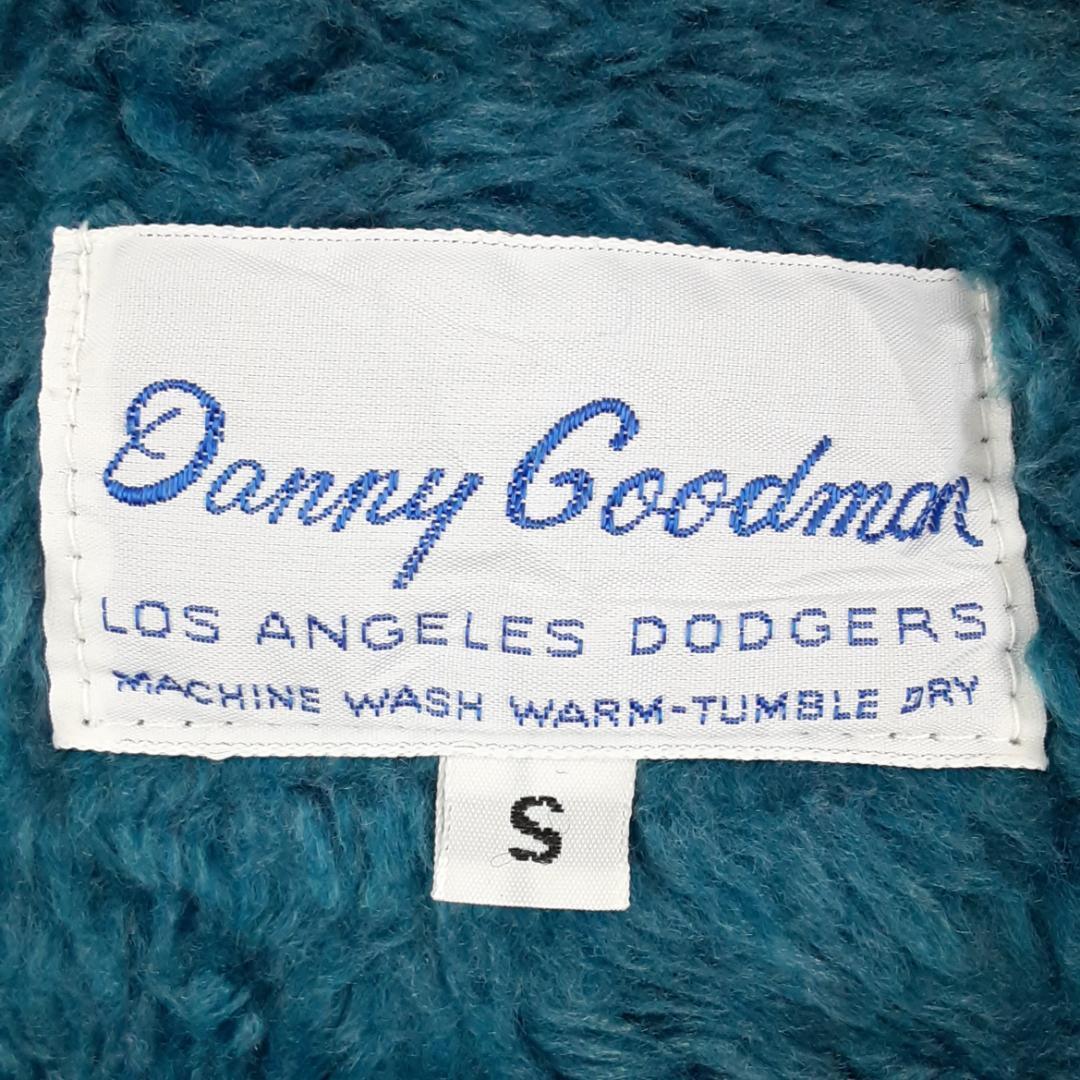 Danny Goodman
LOS ANGELES DODGERS
MACHINE WASH WARM-TUMBLE DRY
S